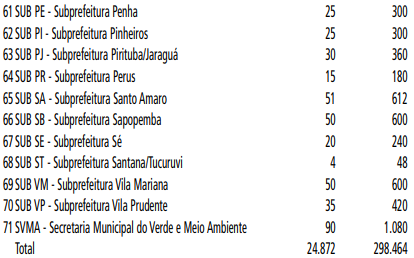 61 SUB PE - Subprefeitura Penha 25 300
62 SUB PI - Subprefeitura Pinheiros 25 300
63 SUB PJ - Subprefeitura Pirituba/Jaraguá 30 360
64 SUB PR - Subprefeitura Perus 15 180
65 SUB SA - Subprefeitura Santo Amaro 51 612
66 SUB SB - Subprefeitura Sapopemba 50 600
67 SUB SE - Subprefeitura Sé 20 240
68 SUB ST - Subprefeitura Santana/Tucuruvi 4 48
69 SUB VM - Subprefeitura Vila Mariana 50 600
70 SUB VP - Subprefeitura Vila Prudente 35 420
71 SVMA - Secretaria Municipal do Verde e Meio Ambiente 90 1.080
Total 24.872 298.464